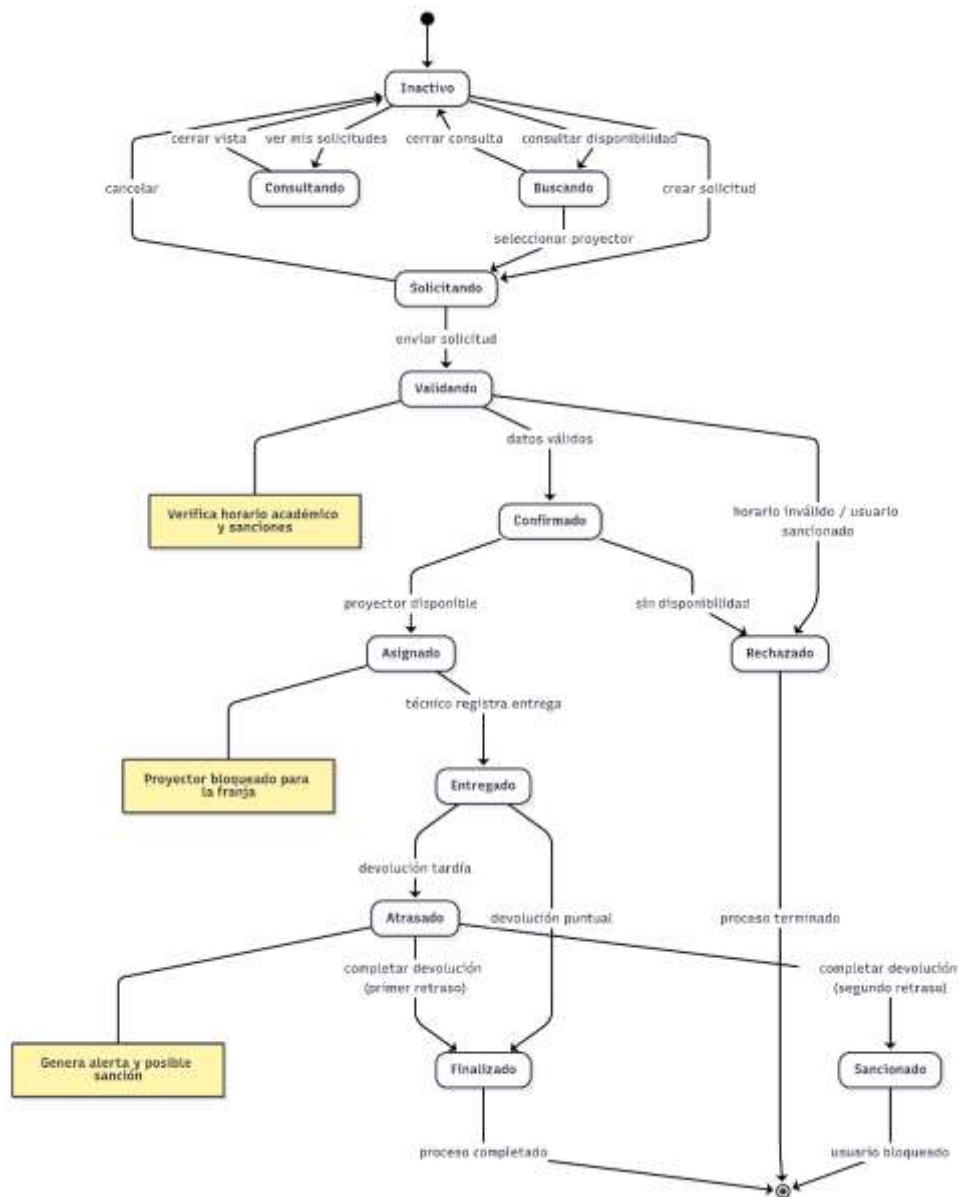 Inactivo
cerrar vista
ver mis solicitudes
cerrar consulta
consultar disponibilidad
cancelar
Consultando
Buscando
crear solicitud
seleccionar proyector
Solicitando
enviar solicitud
Validando
datos válidos
Verifica horario académico
y sanciones
Confirmado
horario inválido / usuario
sancionado
proyector disponible
sin disponibilidad
Asignado
Rechazado
técnico registra entrega
Proyector bloqueado para
la franja
Entregado
devolución tardía
Atrasado
devolución puntual
proceso terminado
completar devolución
(primer retraso)
completar devolución
(segundo retraso)
Genera alerta y posible
sanción
Finalizado
Sancionado
proceso completado
usuario bloqueado